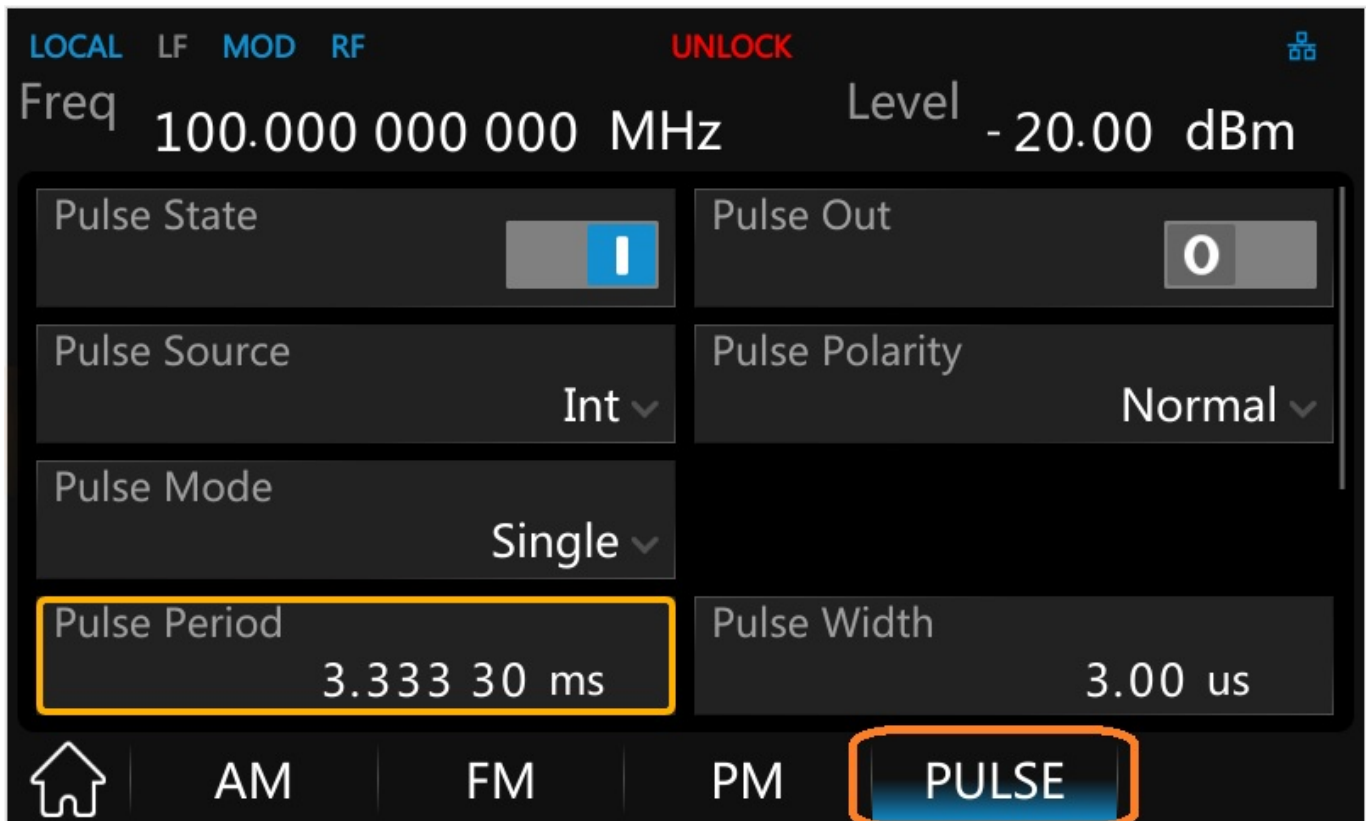 LOCAL LF MOD RF UNLOCK
Freq 100.000 000 000 MHz Level -20.00 dBm
Pulse State
I
Pulse Out
O
Pulse Source
Int
Pulse Polarity
Normal
Pulse Mode
Single
Pulse Period
3.333 30 ms
Pulse Width
3.00 us
AM FM PM PULSE